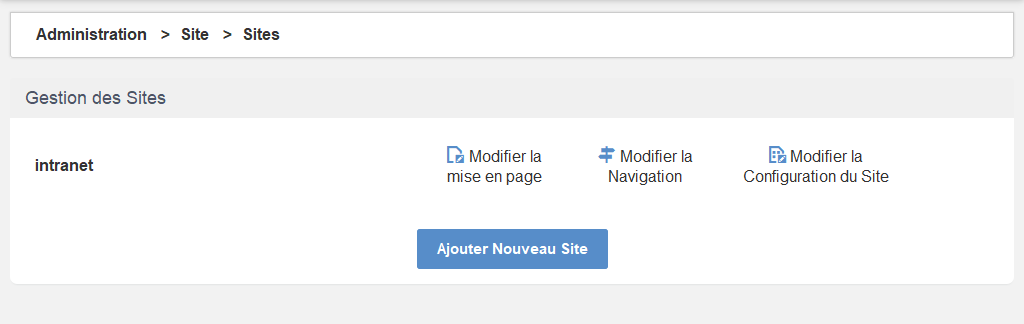 Administration > Site > Sites
Gestion des Sites
intranet
Modifier la
mise en page
Modifier la
Navigation
Modifier la
Configuration du Site
Ajouter Nouveau Site